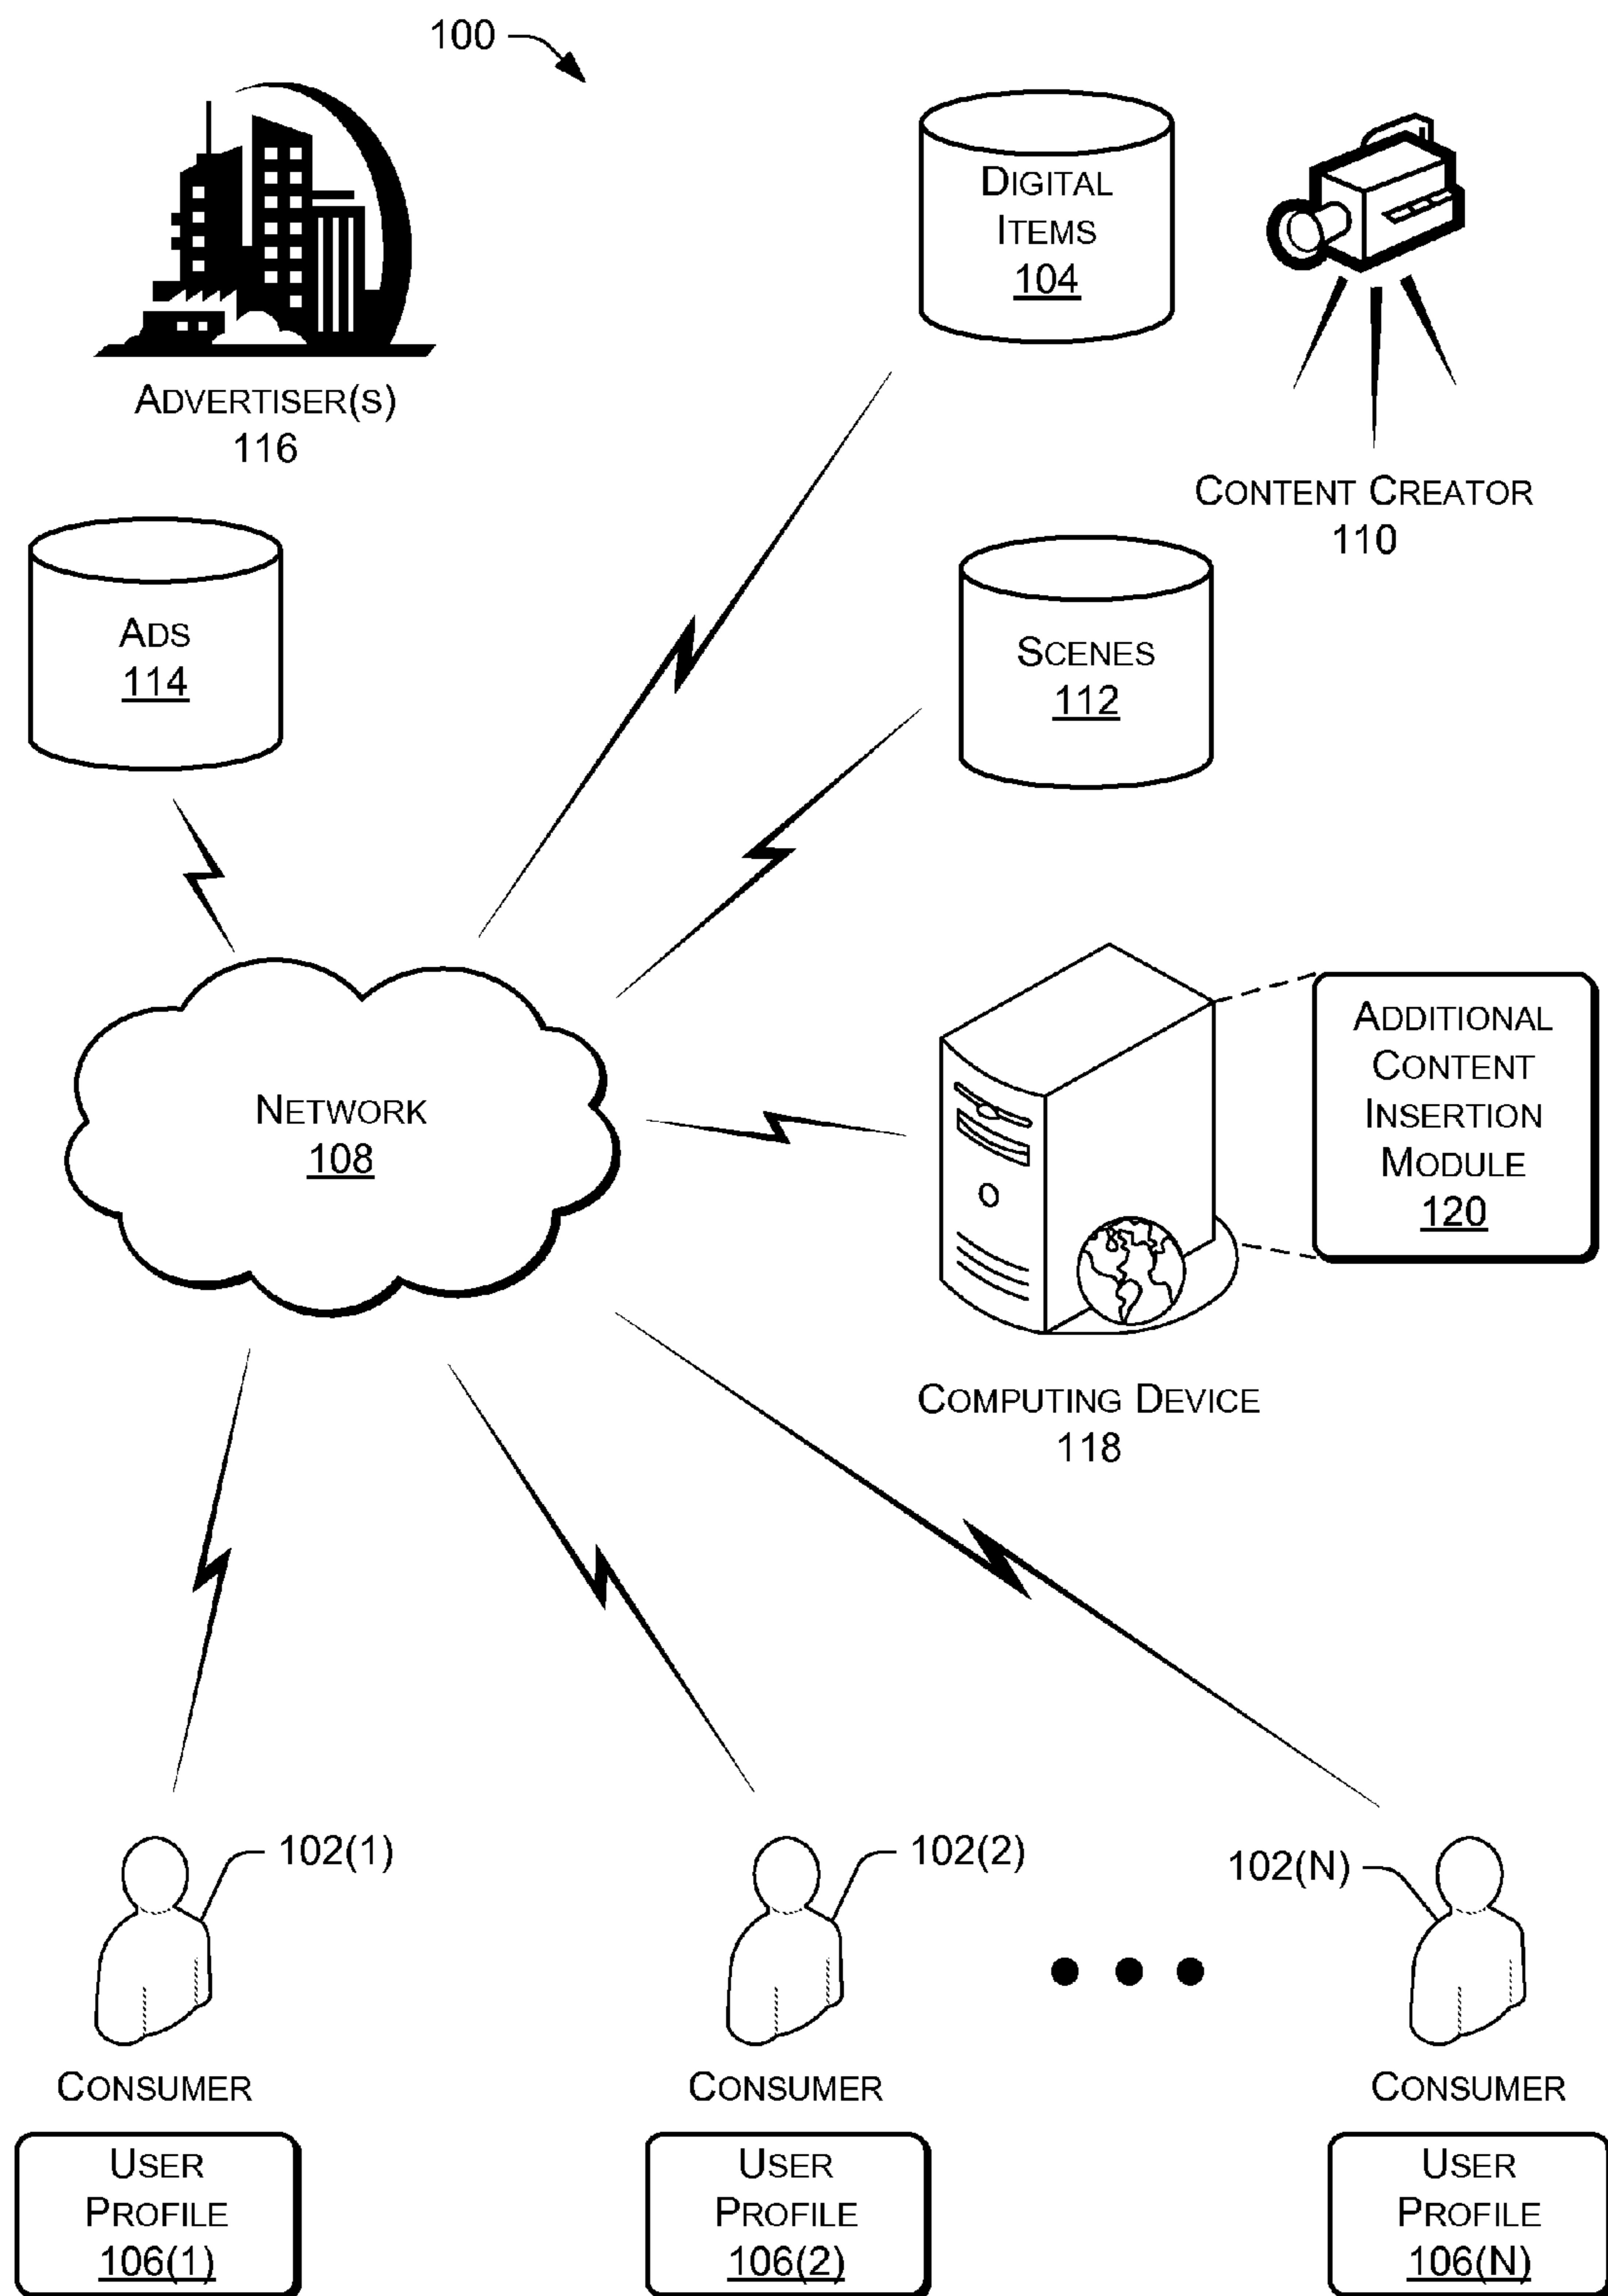 100
DIGITAL
ITEMS
104
ADVERTISER(S)
116
CONTENT CREATOR
110
ADS
114
SCENES
112
NETWORK
108
ADDITIONAL
CONTENT
INSERTION
MODULE
120
COMPUTING DEVICE
118
102(1)
102(2)
102(N)
CONSUMER
CONSUMER
CONSUMER
USER
PROFILE
106(1)
USER
PROFILE
106(2)
USER
PROFILE
106(N)